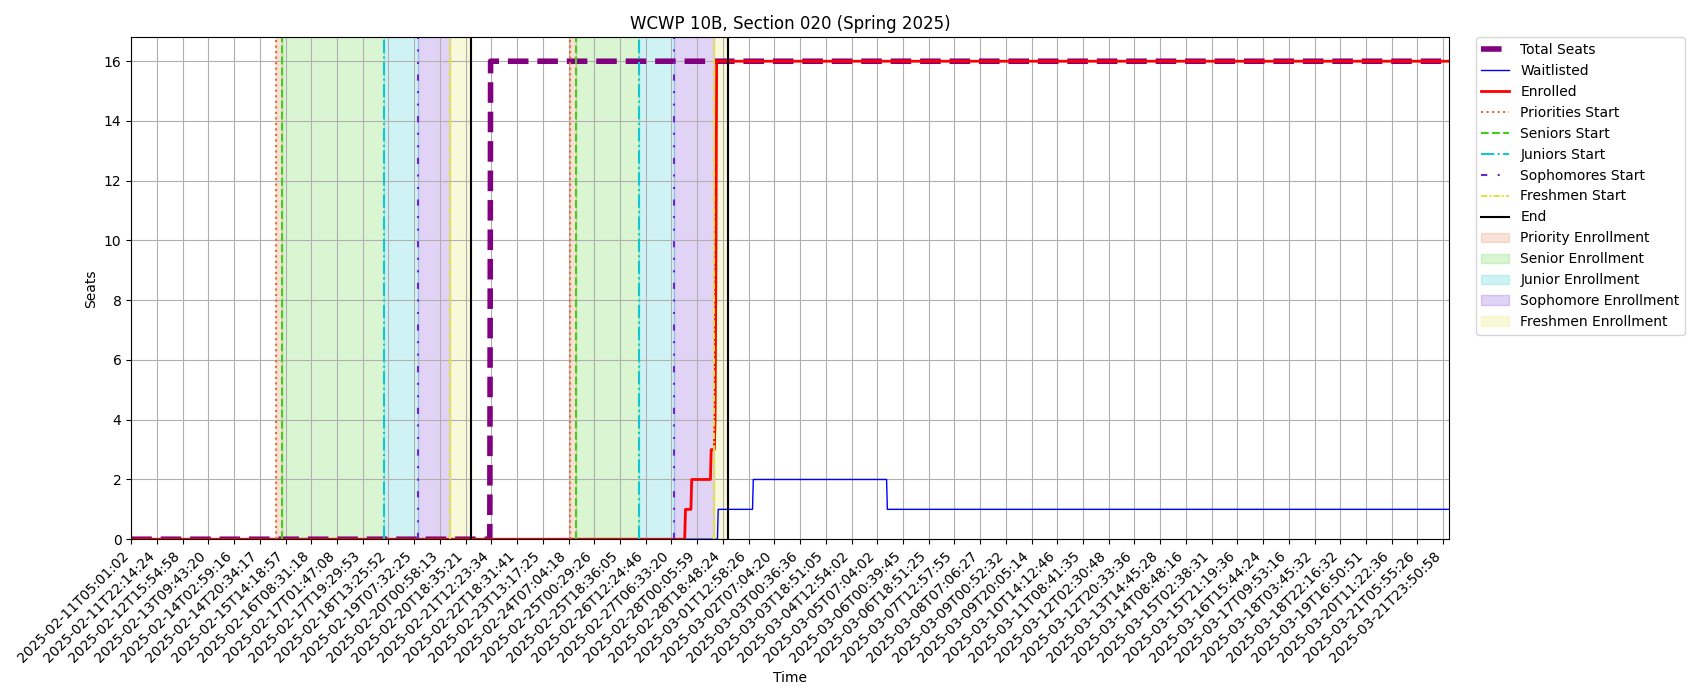 WCWP 10B, Section 020 (Spring 2025)
Total Seats
Waitlisted
Enrolled
Priorities Start
Seniors Start
Juniors Start
Sophomores Start
Freshmen Start
End
Priority Enrollment
Senior Enrollment
Junior Enrollment
Sophomore Enrollment
Freshmen Enrollment
Seats
16
14
12
10
8
6
4
2
0
2025-02-11T05:01:02
2025-02-11T22:14:24
2025-02-12T15:54:58
2025-02-13T09:43:20
2025-02-14T02:59:16
2025-02-14T20:34:17
2025-02-15T14:18:57
2025-02-16T08:31:18
2025-02-17T01:47:08
2025-02-17T19:29:53
2025-02-18T13:25:52
2025-02-19T07:32:25
2025-02-20T00:58:13
2025-02-20T18:35:21
2025-02-21T12:23:34
2025-02-22T18:31:41
2025-02-23T13:17:25
2025-02-24T07:04:18
2025-02-25T00:29:26
2025-02-25T18:36:05
2025-02-26T12:24:46
2025-02-27T06:33:20
2025-02-28T00:05:59
2025-02-28T18:48:24
2025-03-01T12:58:26
2025-03-02T07:04:20
2025-03-03T00:36:36
2025-03-03T18:51:05
2025-03-04T12:54:02
2025-03-05T07:04:02
2025-03-06T00:39:45
2025-03-06T18:51:25
2025-03-07T12:57:55
2025-03-08T07:06:27
2025-03-09T00:52:32
2025-03-09T20:05:14
2025-03-10T14:12:46
2025-03-11T08:41:35
2025-03-12T02:30:48
2025-03-12T20:33:36
2025-03-13T14:45:28
2025-03-14T08:48:16
2025-03-15T02:38:31
2025-03-15T21:19:36
2025-03-16T15:44:24
2025-03-17T09:53:16
2025-03-18T03:45:32
2025-03-18T22:16:32
2025-03-19T16:50:51
2025-03-20T11:22:36
2025-03-21T05:55:26
2025-03-21T23:50:58
Time